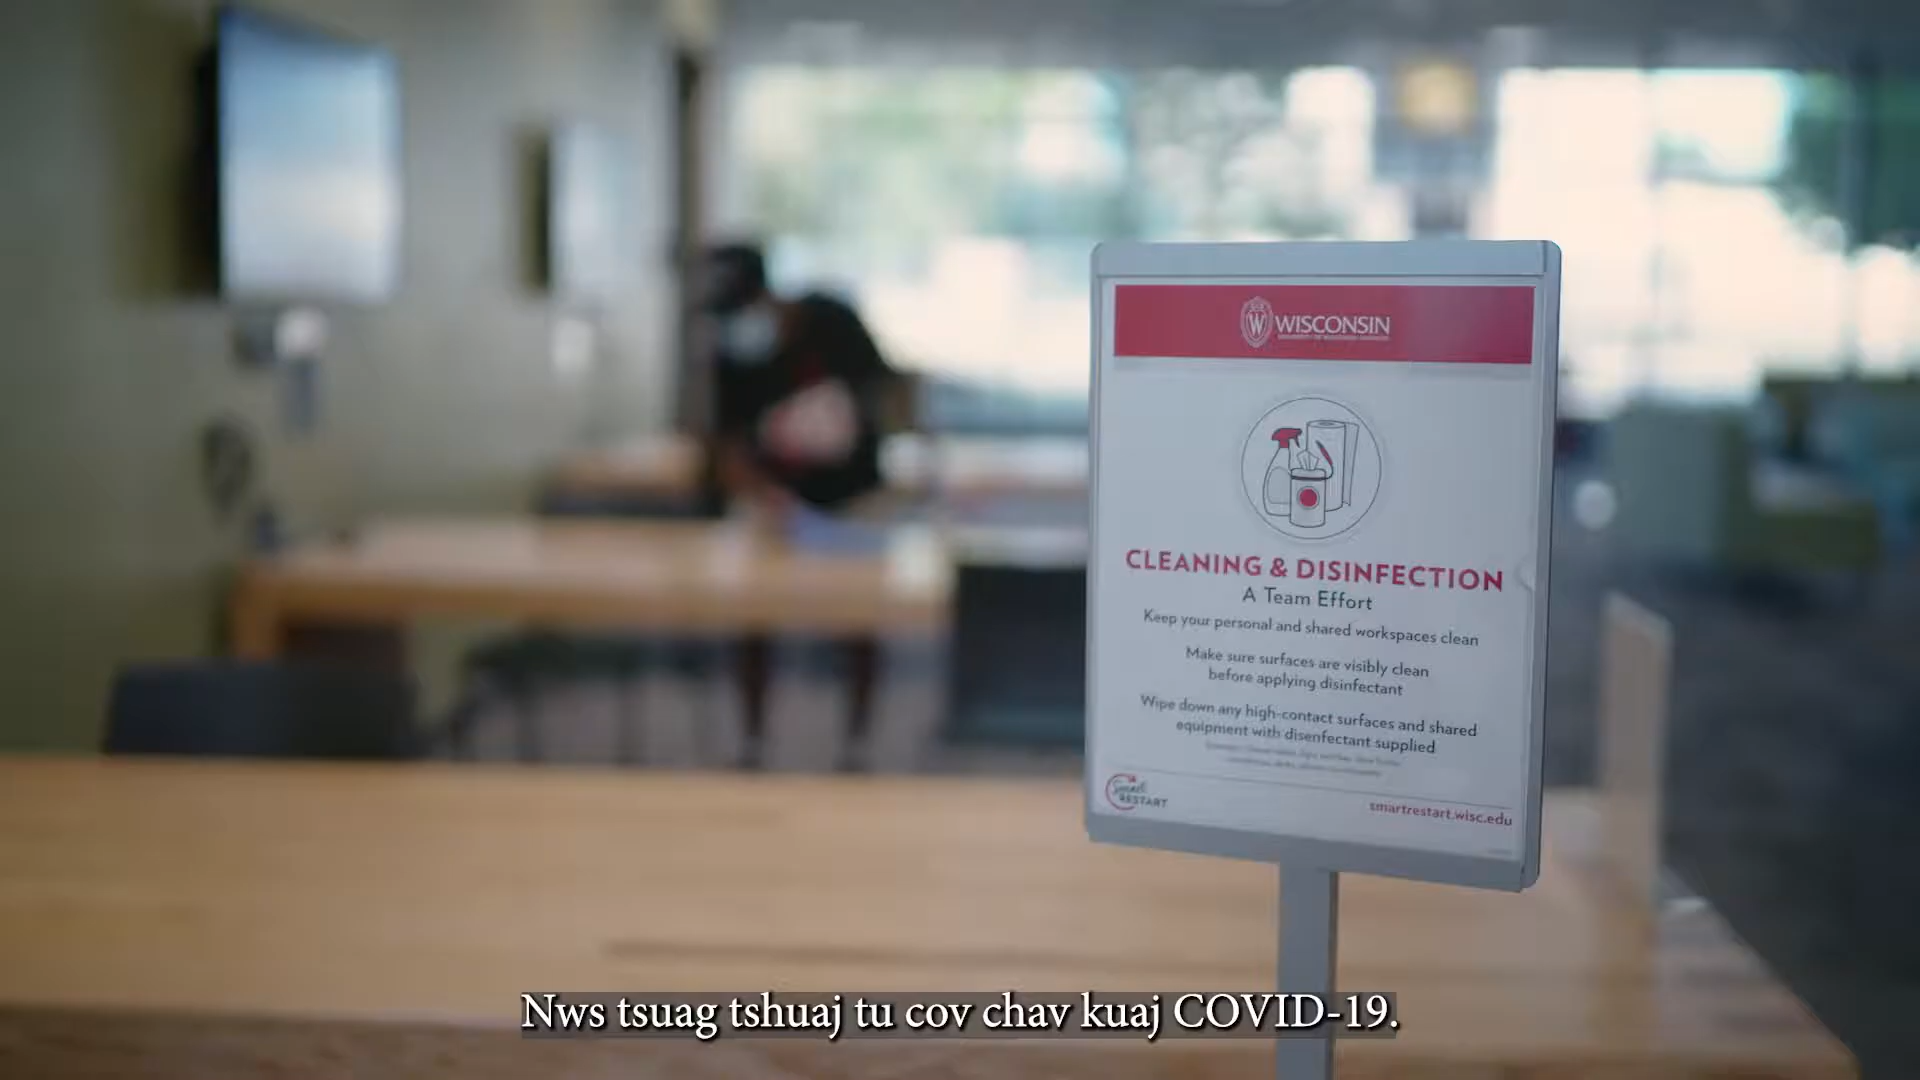 WISCONSIN
CLEANING & DISINFECTION
A Team Effort
Keep your personal and shared workspaces clean
Make sure surfaces are visibly clean
before applying disinfectant
Wipe down any high-contact surfaces and shared
equipment with disenfectant supplied
Smart
RESTART
smartrestart.wisc.edu
Nws tsuag tshuaj tu cov chav kuaj COVID-19.